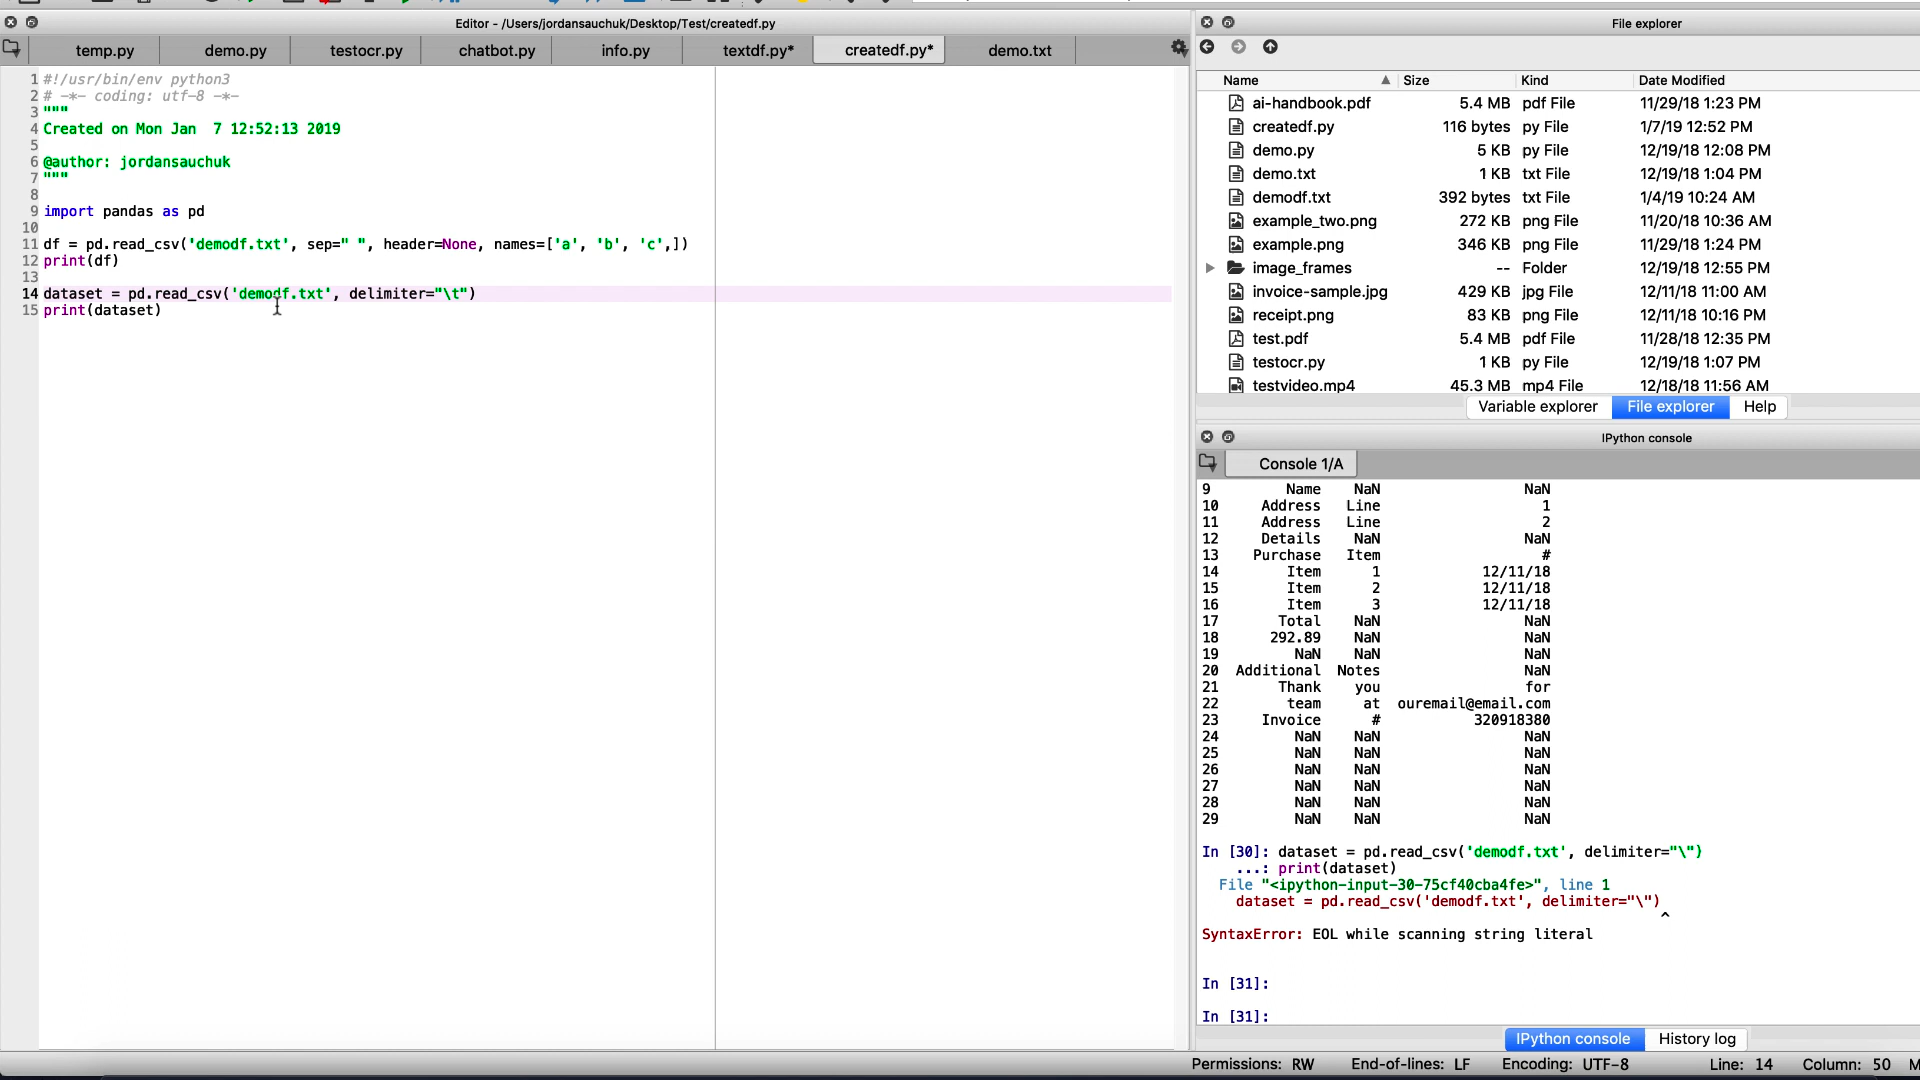 Editor - /Users/jordansauchuk/Desktop/Test/createdf.py
temp.py demo.py testocr.py chatbot.py info.py textdf.py* createdf.py* demo.txt
1 #!/usr/bin/env python3
2 # -*- coding: utf-8 -*-
3 """
4 Created on Mon Jan  7 12:52:13 2019
5
6 @author: jordansauchuk
7 """
8
9 import pandas as pd
10
11 df = pd.read_csv('demodf.txt', sep=" ", header=None, names=['a', 'b', 'c',])
12 print(df)
13
14 dataset = pd.read_csv('demodf.txt', delimiter="\t")
15 print(dataset)
File explorer
Name Size Kind Date Modified
ai-handbook.pdf 5.4 MB pdf File 11/29/18 1:23 PM
createdf.py 116 bytes py File 1/7/19 12:52 PM
demo.py 5 KB py File 12/19/18 12:08 PM
demo.txt 1 KB txt File 12/19/18 1:04 PM
demodf.txt 392 bytes txt File 1/4/19 10:24 AM
example_two.png 272 KB png File 11/20/18 10:36 AM
example.png 346 KB png File 11/29/18 1:24 PM
image_frames -- Folder 12/19/18 12:55 PM
invoice-sample.jpg 429 KB jpg File 12/11/18 11:00 AM
receipt.png 83 KB png File 12/11/18 10:16 PM
test.pdf 5.4 MB pdf File 11/28/18 12:35 PM
testocr.py 1 KB py File 12/19/18 1:07 PM
testvideo.mp4 45.3 MB mp4 File 12/18/18 11:56 AM
Variable explorer File explorer Help
IPython console
Console 1/A
9 Name NaN NaN
10 Address Line 1
11 Address Line 2
12 Details NaN NaN
13 Purchase Item #
14 Item 1 12/11/18
15 Item 2 12/11/18
16 Item 3 12/11/18
17 Total NaN NaN
18 292.89 NaN NaN
19 NaN NaN NaN
20 Additional Notes NaN
21 Thank you for
22 team at ouremail@email.com
23 Invoice # 320918380
24 NaN NaN NaN
25 NaN NaN NaN
26 NaN NaN NaN
27 NaN NaN NaN
28 NaN NaN NaN
29 NaN NaN NaN
In [30]: dataset = pd.read_csv('demodf.txt', delimiter="\")
...: print(dataset)
File "<ipython-input-30-75cf40cba4fe>", line 1
dataset = pd.read_csv('demodf.txt', delimiter="\")
^
SyntaxError: EOL while scanning string literal
In [31]:
In [31]:
IPython console History log
Permissions: RW End-of-lines: LF Encoding: UTF-8 Line: 14 Column: 50 M